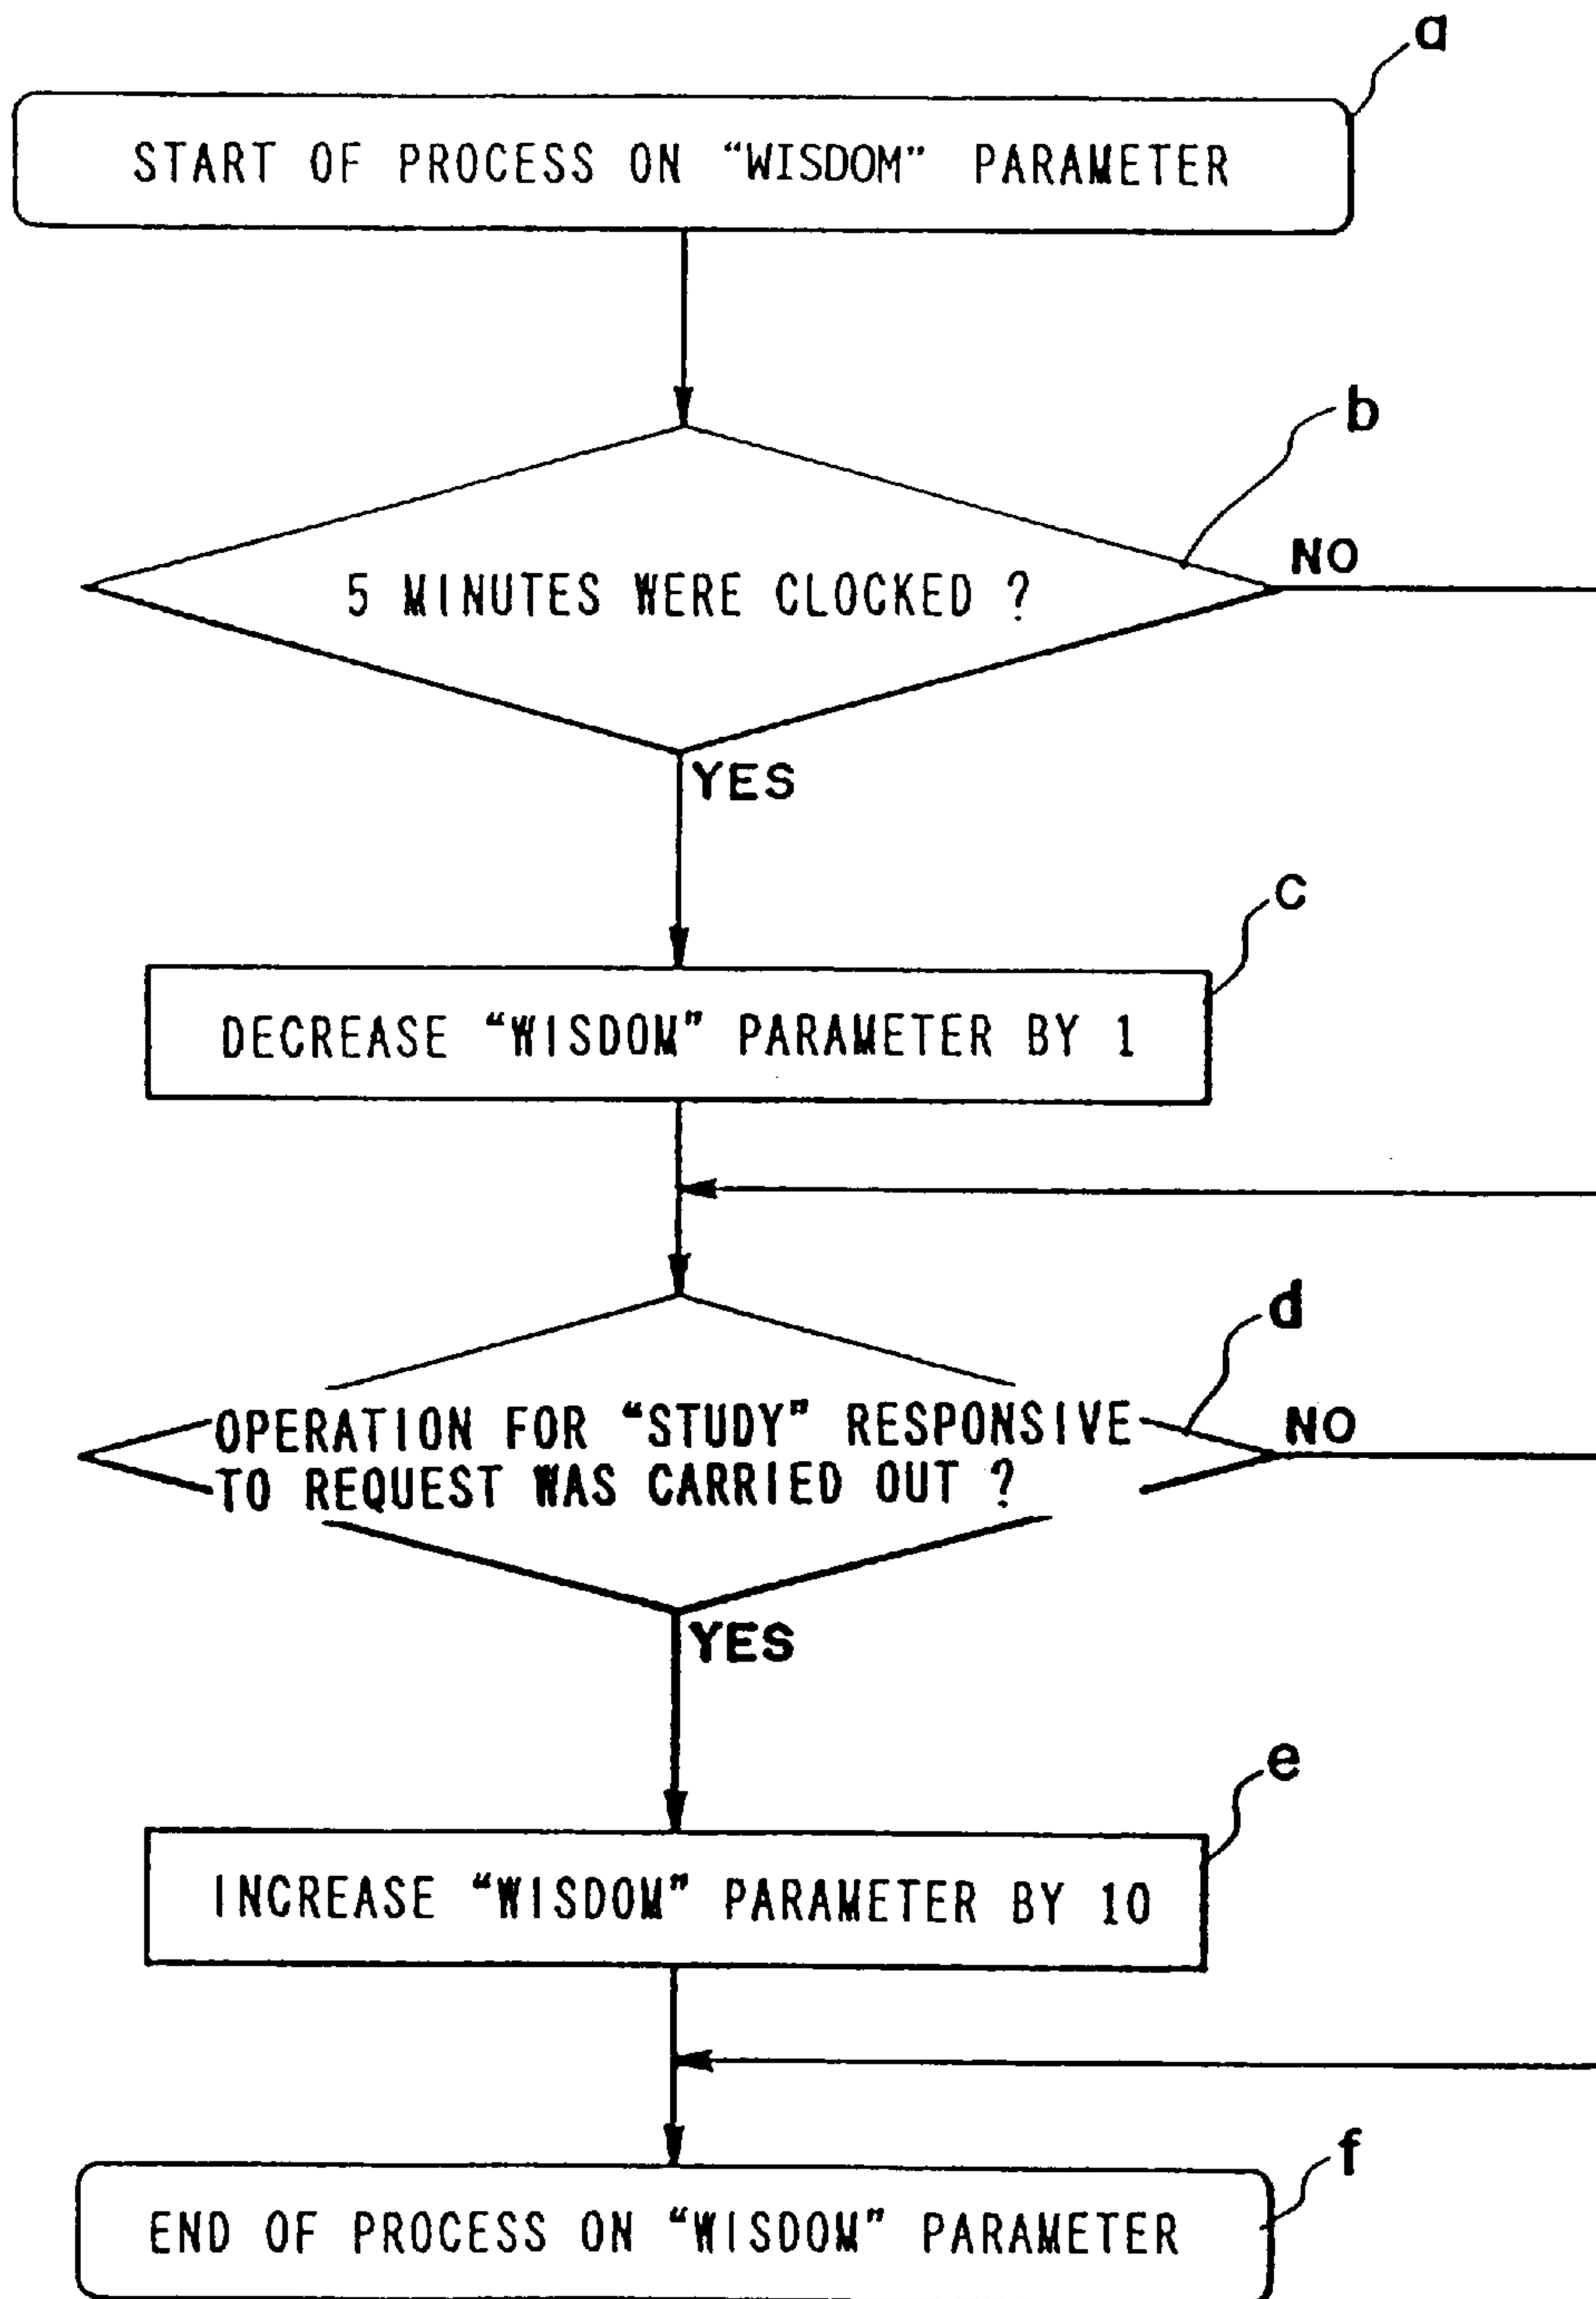 a
START OF PROCESS ON “WISDOM” PARAMETER
b
5 MINUTES WERE CLOCKED ?
NO
YES
c
DECREASE “WISDOM” PARAMETER BY 1
d
OPERATION FOR “STUDY” RESPONSIVE
TO REQUEST WAS CARRIED OUT ?
NO
YES
e
INCREASE “WISDOM” PARAMETER BY 10
f
END OF PROCESS ON “WISDOM” PARAMETER